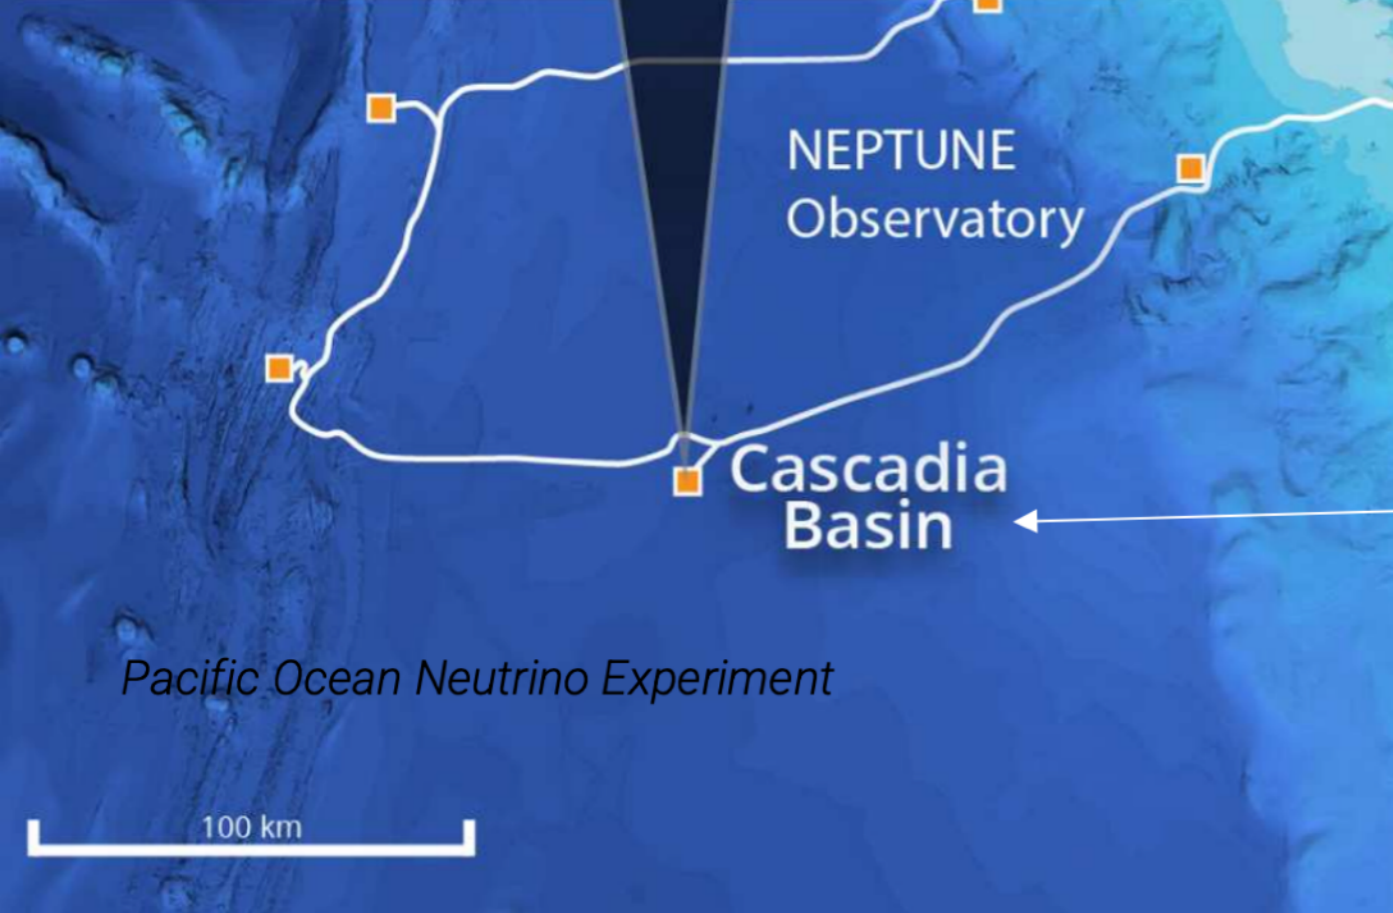 NEPTUNE
Observatory
Cascadia
Basin
Pacific Ocean Neutrino Experiment
100 km